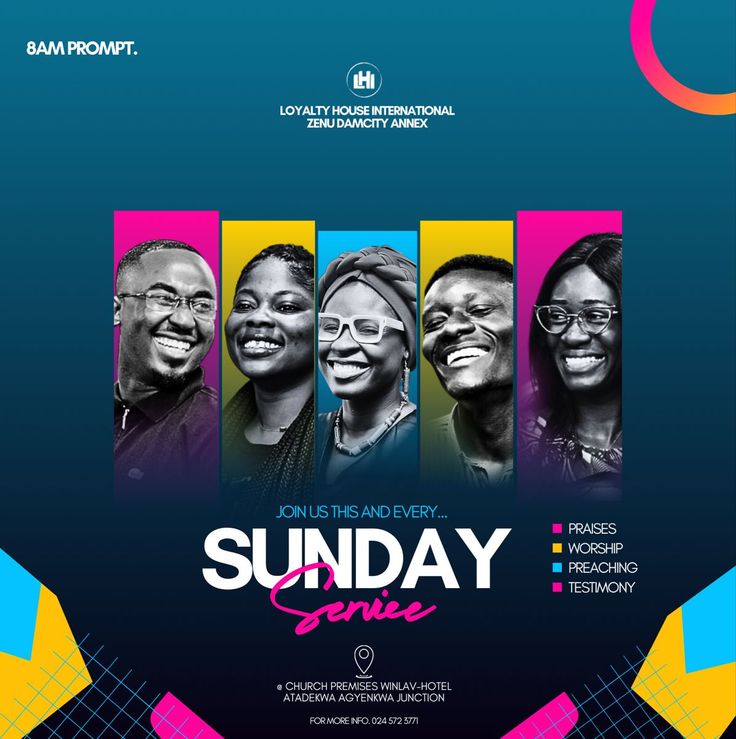 8AM PROMPT.
LHI
LOYALTY HOUSE INTERNATIONAL
ZENU DAMCITY ANNEX
JOIN US THIS AND EVERY...
SUNDAY
Service
PRAISES
WORSHIP
PREACHING
TESTIMONY
@ CHURCH PREMISES WINLAV-HOTEL
ATADEKWA AGYENKWA JUNCTION
FOR MORE INFO. 024 572 3771